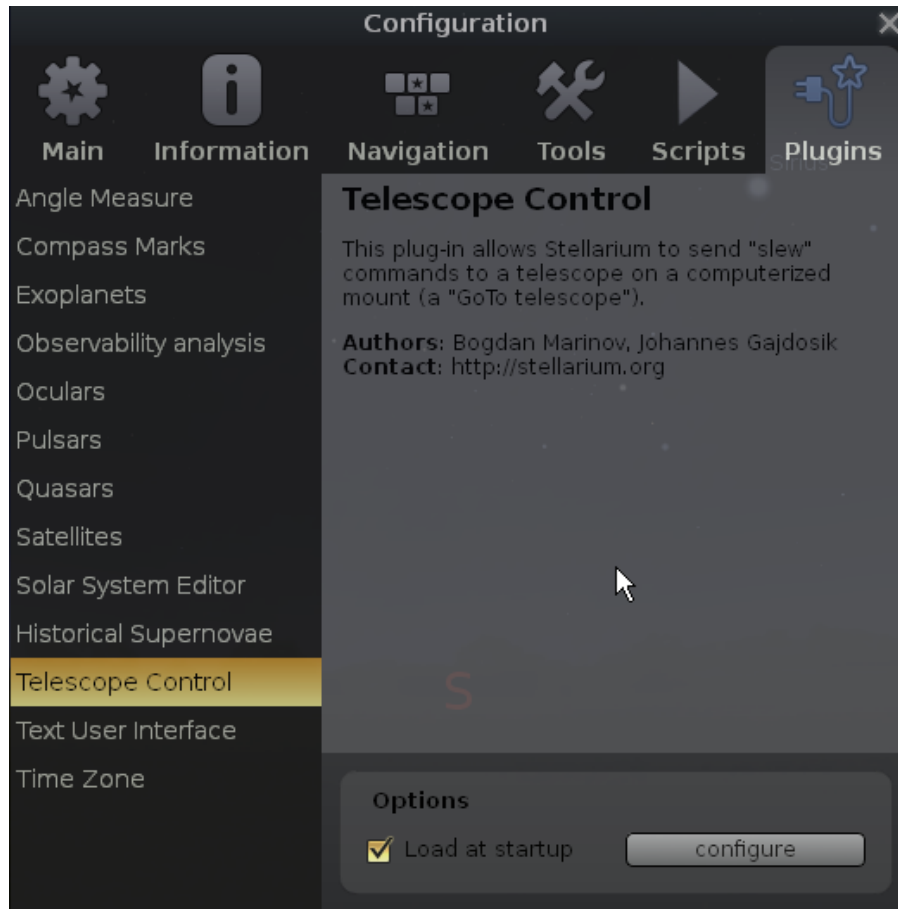 Configuration
Main Information Navigation Tools Scripts Plugins
Sirius
Angle Measure
Compass Marks
Exoplanets
Observability analysis
Oculars
Pulsars
Quasars
Satellites
Solar System Editor
Historical Supernovae
Telescope Control
Text User Interface
Time Zone
Telescope Control
This plug-in allows Stellarium to send "slew"
commands to a telescope on a computerized
mount (a "GoTo telescope").
Authors: Bogdan Marinov, Johannes Gajdosik
Contact: http://stellarium.org
S
Options
Load at startup
configure